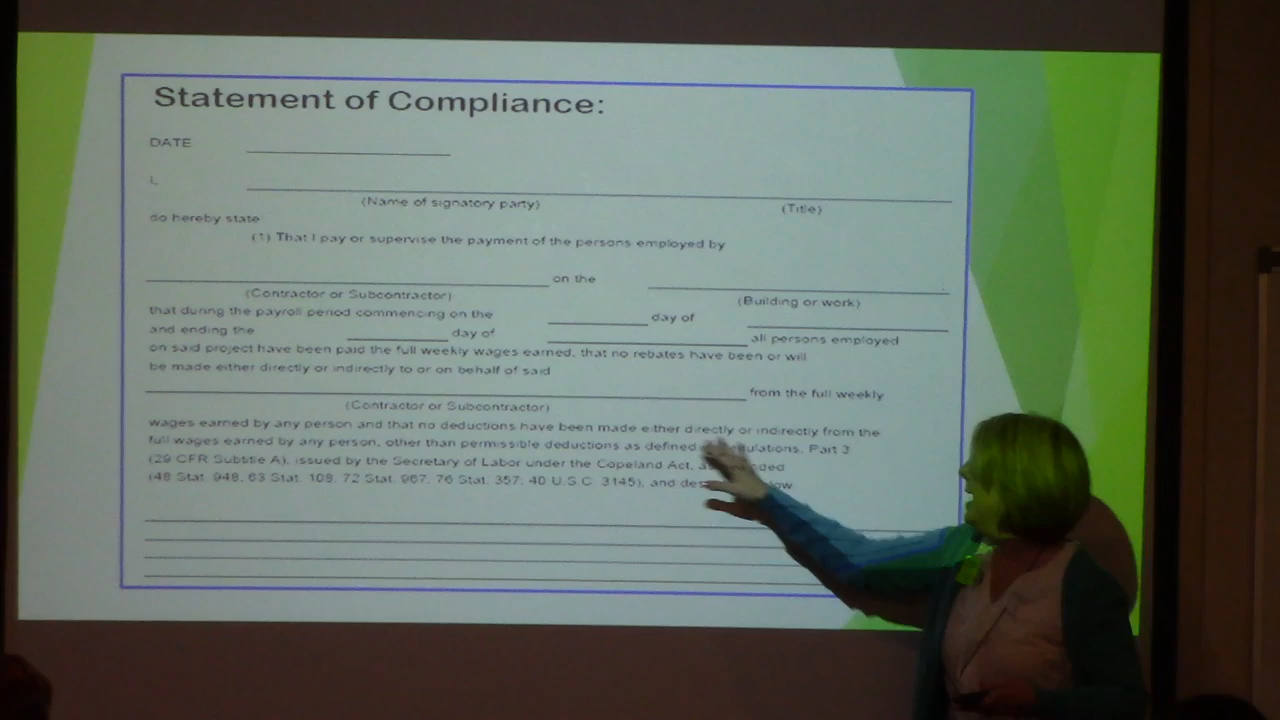 Statement of Compliance:
DATE
I,
(Name of signatory party) (Title)
do hereby state
(1) That I pay or supervise the payment of the persons employed by
on the
(Contractor or Subcontractor) (Building or work)
that during the payroll period commencing on the day of
and ending the day of all persons employed
on said project have been paid the full weekly wages earned, that no rebates have been or will
be made either directly or indirectly to or on behalf of said
from the full weekly
(Contractor or Subcontractor)
wages earned by any person and that no deductions have been made either directly or indirectly from the
full wages earned by any person, other than permissible deductions as defined Part 3
(29 CFR Subtitle A), issued by the Secretary of Labor under the Copeland Act,
(48 Stat. 948, 63 Stat. 108, 72 Stat. 967; 76 Stat. 357; 40 U.S.C. 3145), and